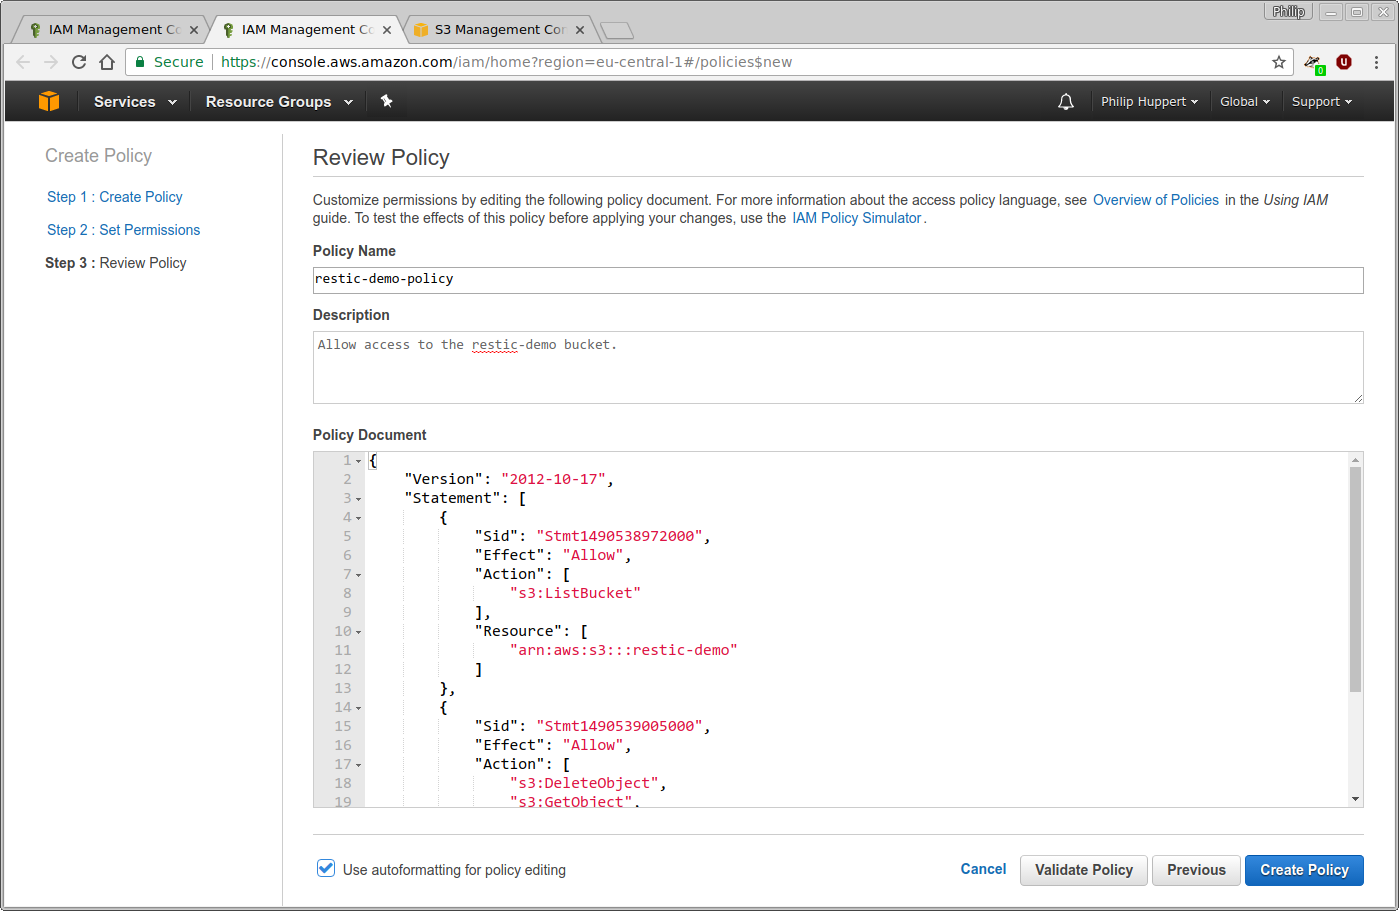 Philip
IAM Management Co
IAM Management Co
S3 Management Con
Secure
https://console.aws.amazon.com/iam/home?region=eu-central-1#/policies$new
0
U
Services
Resource Groups
Philip Huppert
Global
Support
Create Policy
Step 1 : Create Policy
Step 2 : Set Permissions
Step 3 : Review Policy
Review Policy
Customize permissions by editing the following policy document. For more information about the access policy language, see Overview of Policies in the Using IAM
guide. To test the effects of this policy before applying your changes, use the IAM Policy Simulator.
Policy Name
restic-demo-policy
Description
Allow access to the restic-demo bucket.
Policy Document
1 {
2 "Version": "2012-10-17",
3 "Statement": [
4 {
5 "Sid": "Stmt1490538972000",
6 "Effect": "Allow",
7 "Action": [
8 "s3:ListBucket"
9 ],
10 "Resource": [
11 "arn:aws:s3:::restic-demo"
12 ]
13 },
14 {
15 "Sid": "Stmt1490539005000",
16 "Effect": "Allow",
17 "Action": [
18 "s3:DeleteObject",
19 "s3:GetObject",
Use autoformatting for policy editing
Cancel
Validate Policy
Previous
Create Policy